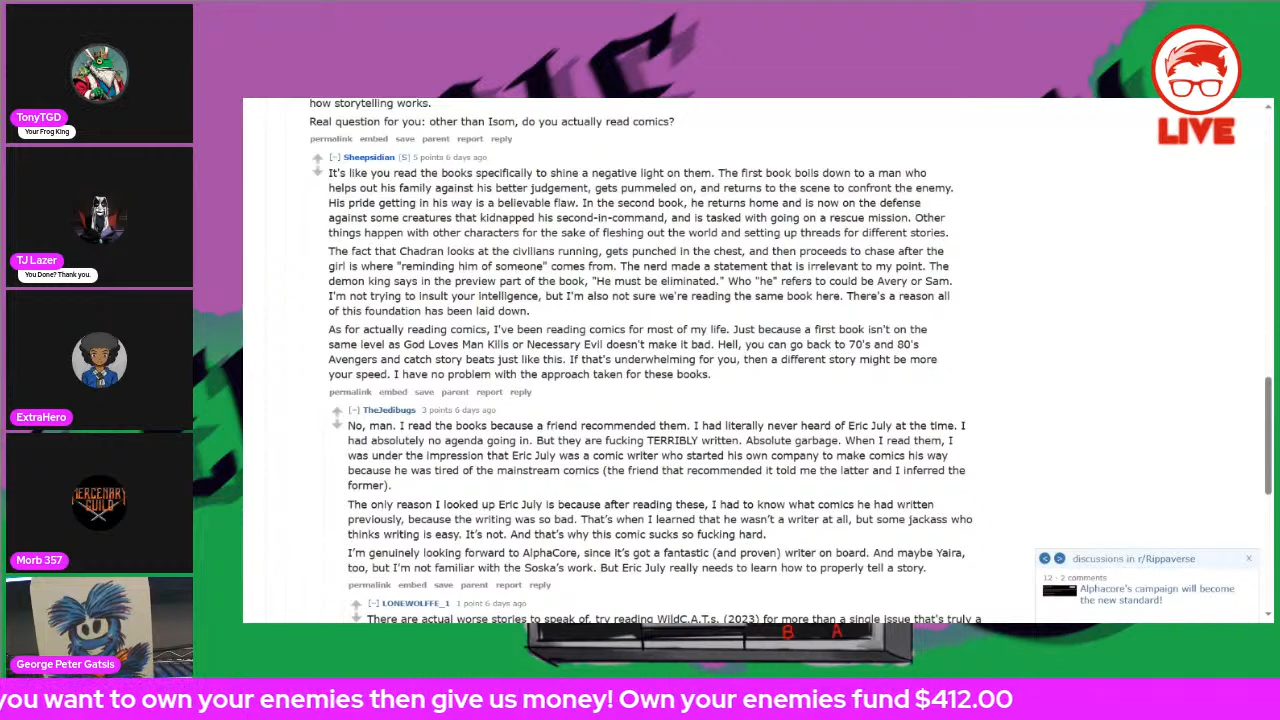 TonyTGD
Your Frog King
TJ Lazer
You Done? Thank you.
ExtraHero
MERCENARY
GUILD
Morb 357
George Peter Gatsis
LIVE
how storytelling works.
Real question for you: other than Isom, do you actually read comics?
permalink embed save parent report reply
[–] Sheepsidian [S] 5 points 6 days ago
It's like you read the books specifically to shine a negative light on them. The first book boils down to a man who
helps out his family against his better judgement, gets pummeled on, and returns to the scene to confront the enemy.
His pride getting in his way is a believable flaw. In the second book, he returns home and is now on the defense
against some creatures that kidnapped his second-in-command, and is tasked with going on a rescue mission. Other
things happen with other characters for the sake of fleshing out the world and setting up threads for different stories.
The fact that Chadran looks at the civilians running, gets punched in the chest, and then proceeds to chase after the
girl is where "reminding him of someone" comes from. The nerd made a statement that is irrelevant to my point. The
demon king says in the preview part of the book, "He must be eliminated." Who "he" refers to could be Avery or Sam.
I'm not trying to insult your intelligence, but I'm also not sure we're reading the same book here. There's a reason all
of this foundation has been laid down.
As for actually reading comics, I've been reading comics for most of my life. Just because a first book isn't on the
same level as God Loves Man Kills or Necessary Evil doesn't make it bad. Hell, you can go back to 70's and 80's
Avengers and catch story beats just like this. If that's underwhelming for you, then a different story might be more
your speed. I have no problem with the approach taken for these books.
permalink embed save parent report reply
[–] TheJedibugs 3 points 6 days ago
No, man. I read the books because a friend recommended them. I had literally never heard of Eric July at the time. I
had absolutely no agenda going in. But they are fucking TERRIBLY written. Absolute garbage. When I read them, I
was under the impression that Eric July was a comic writer who started his own company to make comics his way
because he was tired of the mainstream comics (the friend that recommended it told me the latter and I inferred the
former).
The only reason I looked up Eric July is because after reading these, I had to know what comics he had written
previously, because the writing was so bad. That's when I learned that he wasn't a writer at all, but some jackass who
thinks writing is easy. It's not. And that's why this comic sucks so fucking hard.
I'm genuinely looking forward to AlphaCore, since it's got a fantastic (and proven) writer on board. And maybe Yaira,
too, but I'm not familiar with the Soska's work. But Eric July really needs to learn how to properly tell a story.
permalink embed save parent report reply
[–] LONEWOLFFE_1 1 point 6 days ago
There are actual worse stories to speak of, try reading WildC.A.T.s. (2023) for more than a single issue that's truly a
discussions in r/Rippaverse X
12 · 2 comments
Alphacore's campaign will become
the new standard!
B A
you want to own your enemies then give us money! Own your enemies fund $412.00